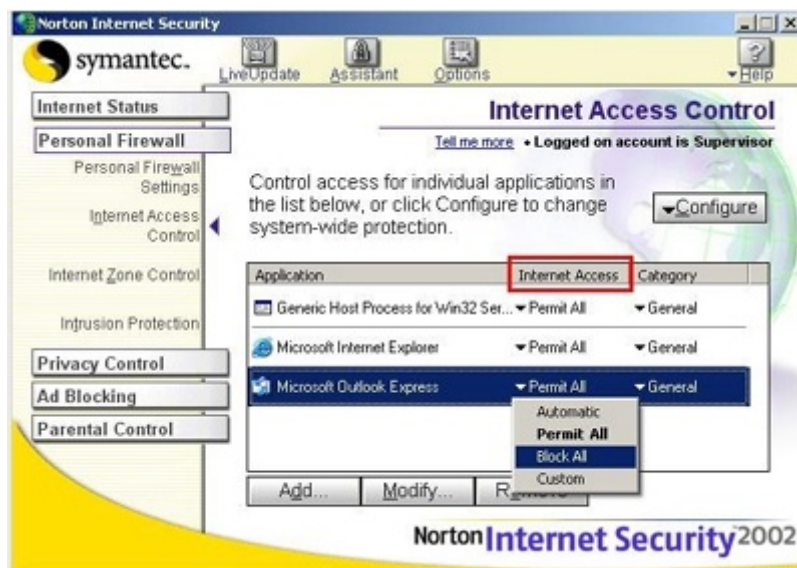 Norton Internet Security
symantec.
LiveUpdate Assistant Options Help
Internet Status
Personal Firewall
Personal Firewall
Settings
Internet Access
Control
Internet Zone Control
Intrusion Protection
Privacy Control
Ad Blocking
Parental Control
Internet Access Control
Tell me more • Logged on account is Supervisor
Control access for individual applications in
the list below, or click Configure to change
system-wide protection.
Configure
Application Internet Access Category
Generic Host Process for Win32 Ser... Permit All General
Microsoft Internet Explorer Permit All General
Microsoft Outlook Express Permit All General
Automatic
Permit All
Block All
Custom
Add... Modify...
Norton Internet Security 2002